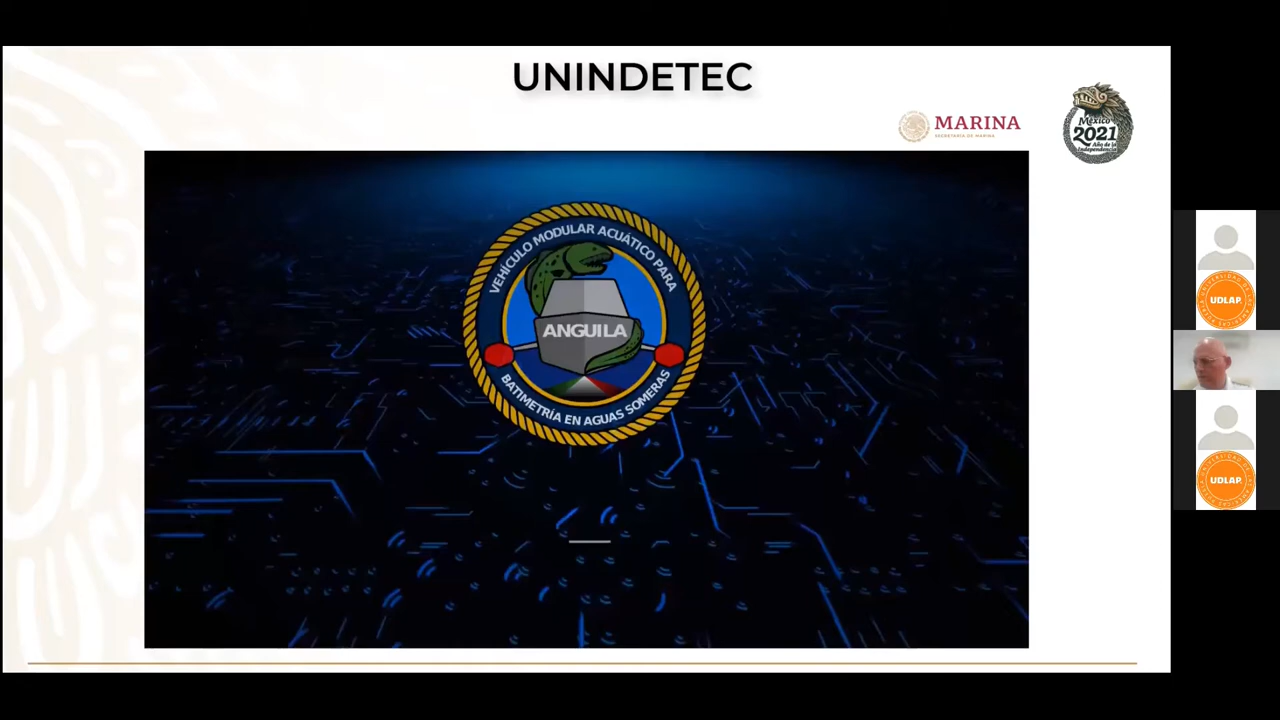 UNINDETEC
MARINA
SECRETARÍA DE MARINA
México
2021
Año de la
Independencia
VEHÍCULO MODULAR ACUÁTICO PARA
ANGUILA
BATIMETRÍA EN AGUAS SOMERAS
UDLAP
UDLAP